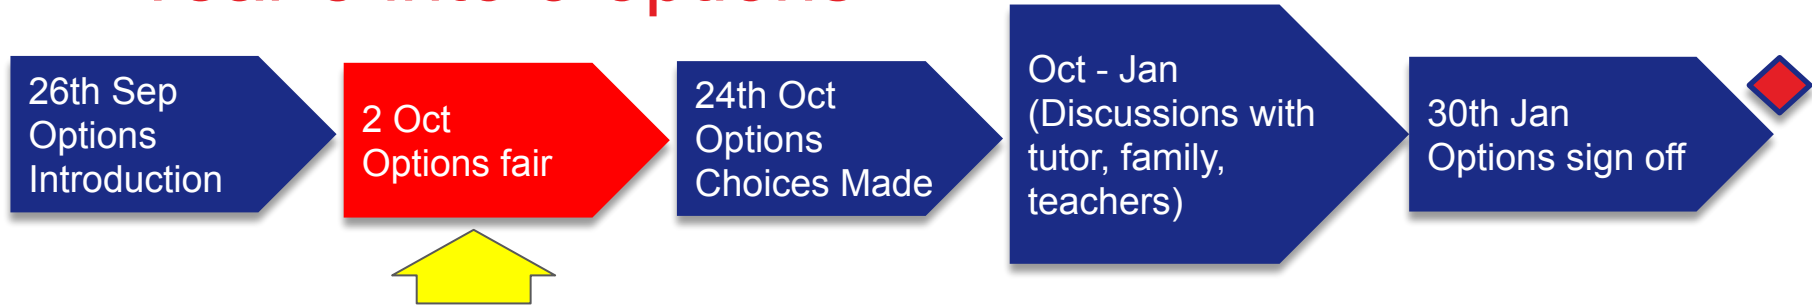 26th Sep
Options
Introduction
2 Oct
Options fair
24th Oct
Options
Choices Made
Oct - Jan
(Discussions with
tutor, family,
teachers)
30th Jan
Options sign off